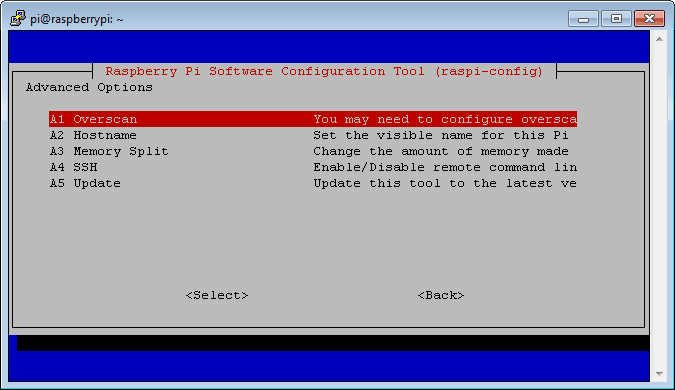 pi@raspberrypi: ~
Raspberry Pi Software Configuration Tool (raspi-config)
Advanced Options
A1 Overscan You may need to configure oversca
A2 Hostname Set the visible name for this Pi
A3 Memory Split Change the amount of memory made
A4 SSH Enable/Disable remote command lin
A5 Update Update this tool to the latest ve
<Select> <Back>